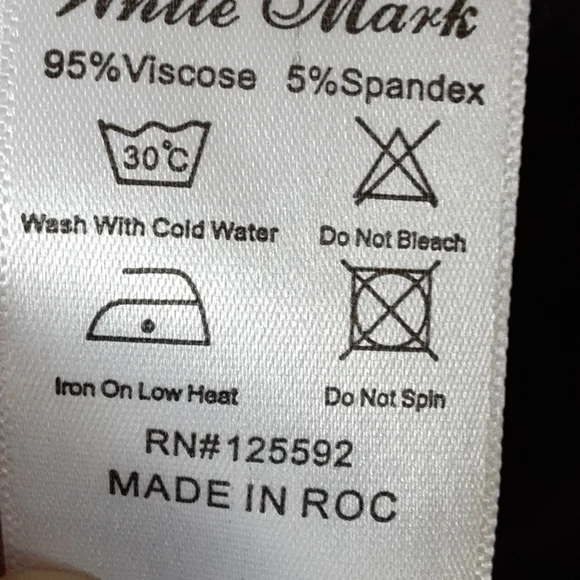 White Mark
95%Viscose 5%Spandex
30°C
Wash With Cold Water
Do Not Bleach
Iron On Low Heat
Do Not Spin
RN#125592
MADE IN ROC